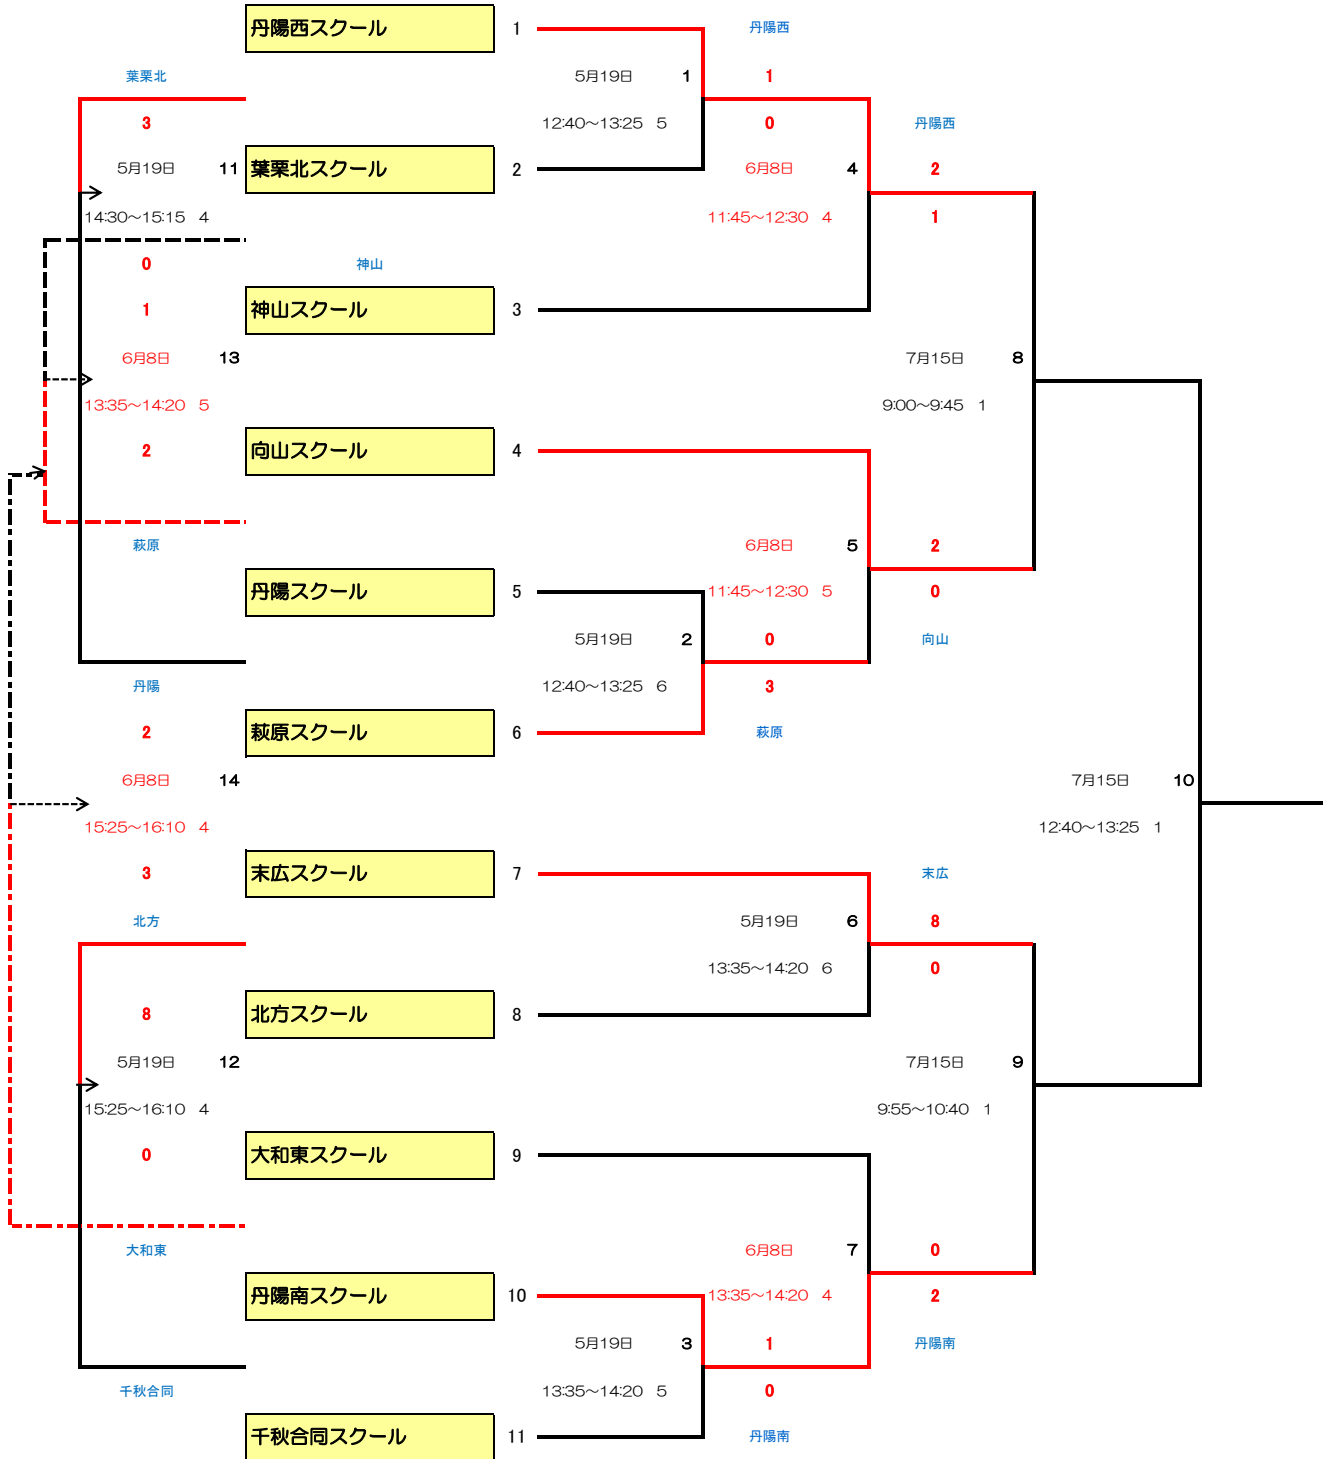 丹陽西スクール 1 丹陽西
葉栗北 5月19日 1 1
3 12:40～13:25 5 0 丹陽西
5月19日 11 葉栗北スクール 2 6月8日 4 2
14:30～15:15 4 11:45～12:30 4 1
0 神山
1 神山スクール 3
6月8日 13 7月15日 8
13:35～14:20 5 9:00～9:45 1
2 向山スクール 4
萩原 6月8日 5 2
丹陽スクール 5 11:45～12:30 5 0
5月19日 2 0 向山
丹陽 12:40～13:25 6 3
2 萩原スクール 6 萩原
6月8日 14 7月15日 10
15:25～16:10 4 12:40～13:25 1
3 末広スクール 7 末広
北方 5月19日 6 8
13:35～14:20 6 0
8 北方スクール 8
5月19日 12 7月15日 9
15:25～16:10 4 9:55～10:40 1
0 大和東スクール 9
大和東 6月8日 7 0
丹陽南スクール 10 13:35～14:20 4 2
5月19日 3 1 丹陽南
千秋合同 13:35～14:20 5 0
千秋合同スクール 11 丹陽南